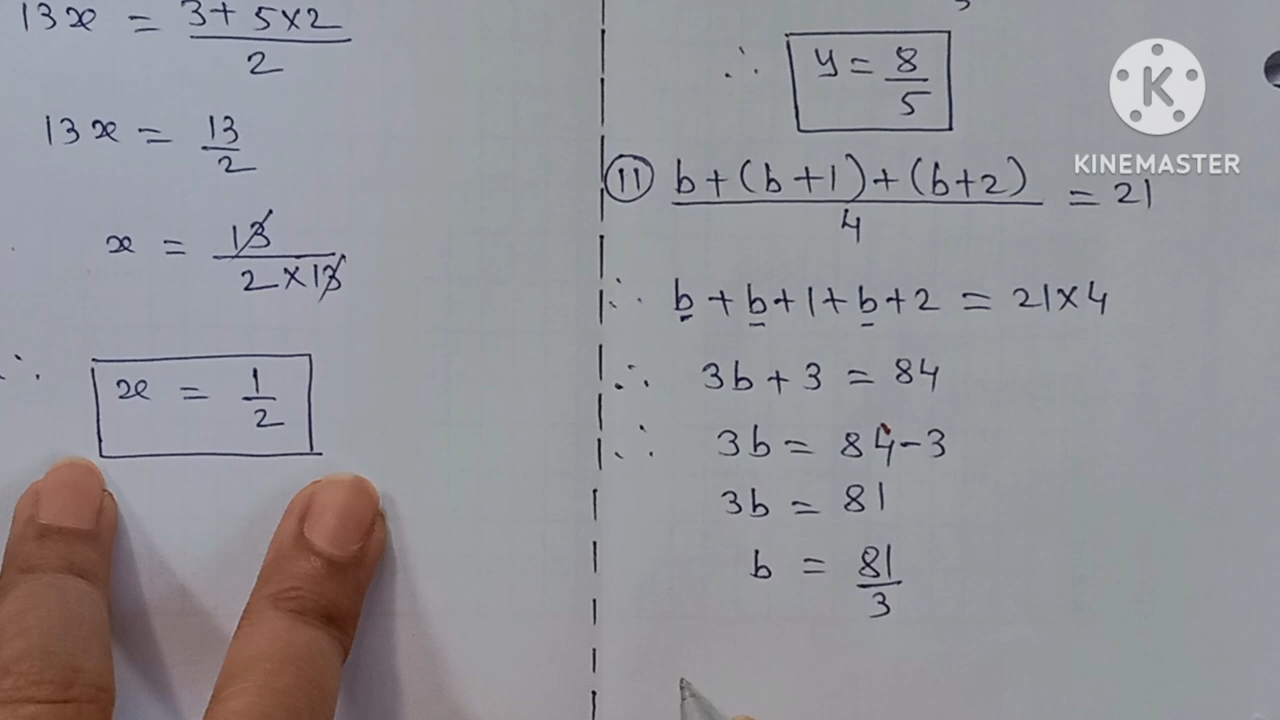 13x = 3+5×2/2
13x = 13/2
x = 13/2×13
∴ x = 1/2
∴ y = 8/5
11 b+(b+1)+(b+2)/4 = 21
∴ b+b+1+b+2 = 21×4
∴ 3b+3 = 84
∴ 3b = 84-3
3b = 81
b = 81/3
K
KINEMASTER